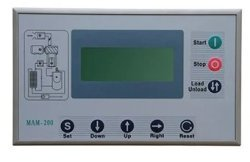 Start
Stop
Load
Unload
MAM-200
S
Set
Down
Up
Right
Reset